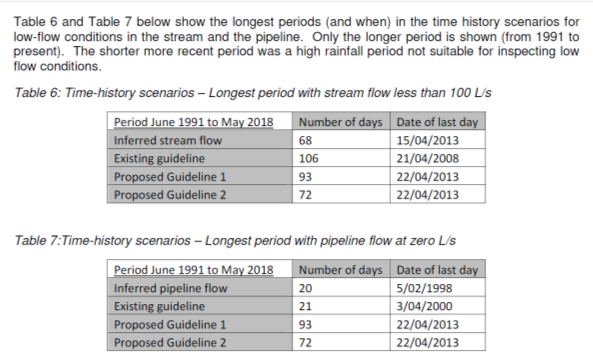 Table 6 and Table 7 below show the longest periods (and when) in the time history scenarios for
low-flow conditions in the stream and the pipeline. Only the longer period is shown (from 1991 to
present). The shorter more recent period was a high rainfall period not suitable for inspecting low
flow conditions.
Table 6: Time-history scenarios – Longest period with stream flow less than 100 L/s
Period June 1991 to May 2018 Number of days Date of last day
Inferred stream flow 68 15/04/2013
Existing guideline 106 21/04/2008
Proposed Guideline 1 93 22/04/2013
Proposed Guideline 2 72 22/04/2013
Table 7:Time-history scenarios – Longest period with pipeline flow at zero L/s
Period June 1991 to May 2018 Number of days Date of last day
Inferred pipeline flow 20 5/02/1998
Existing guideline 21 3/04/2000
Proposed Guideline 1 93 22/04/2013
Proposed Guideline 2 72 22/04/2013